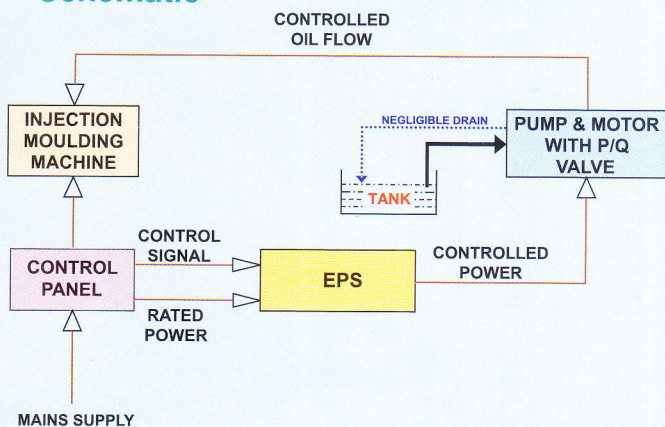 Schematic
CONTROLLED
OIL FLOW
INJECTION
MOULDING
MACHINE
NEGLIGIBLE DRAIN
PUMP & MOTOR
WITH P/Q
VALVE
TANK
CONTROL
SIGNAL
CONTROL
PANEL
EPS
CONTROLLED
POWER
RATED
POWER
MAINS SUPPLY